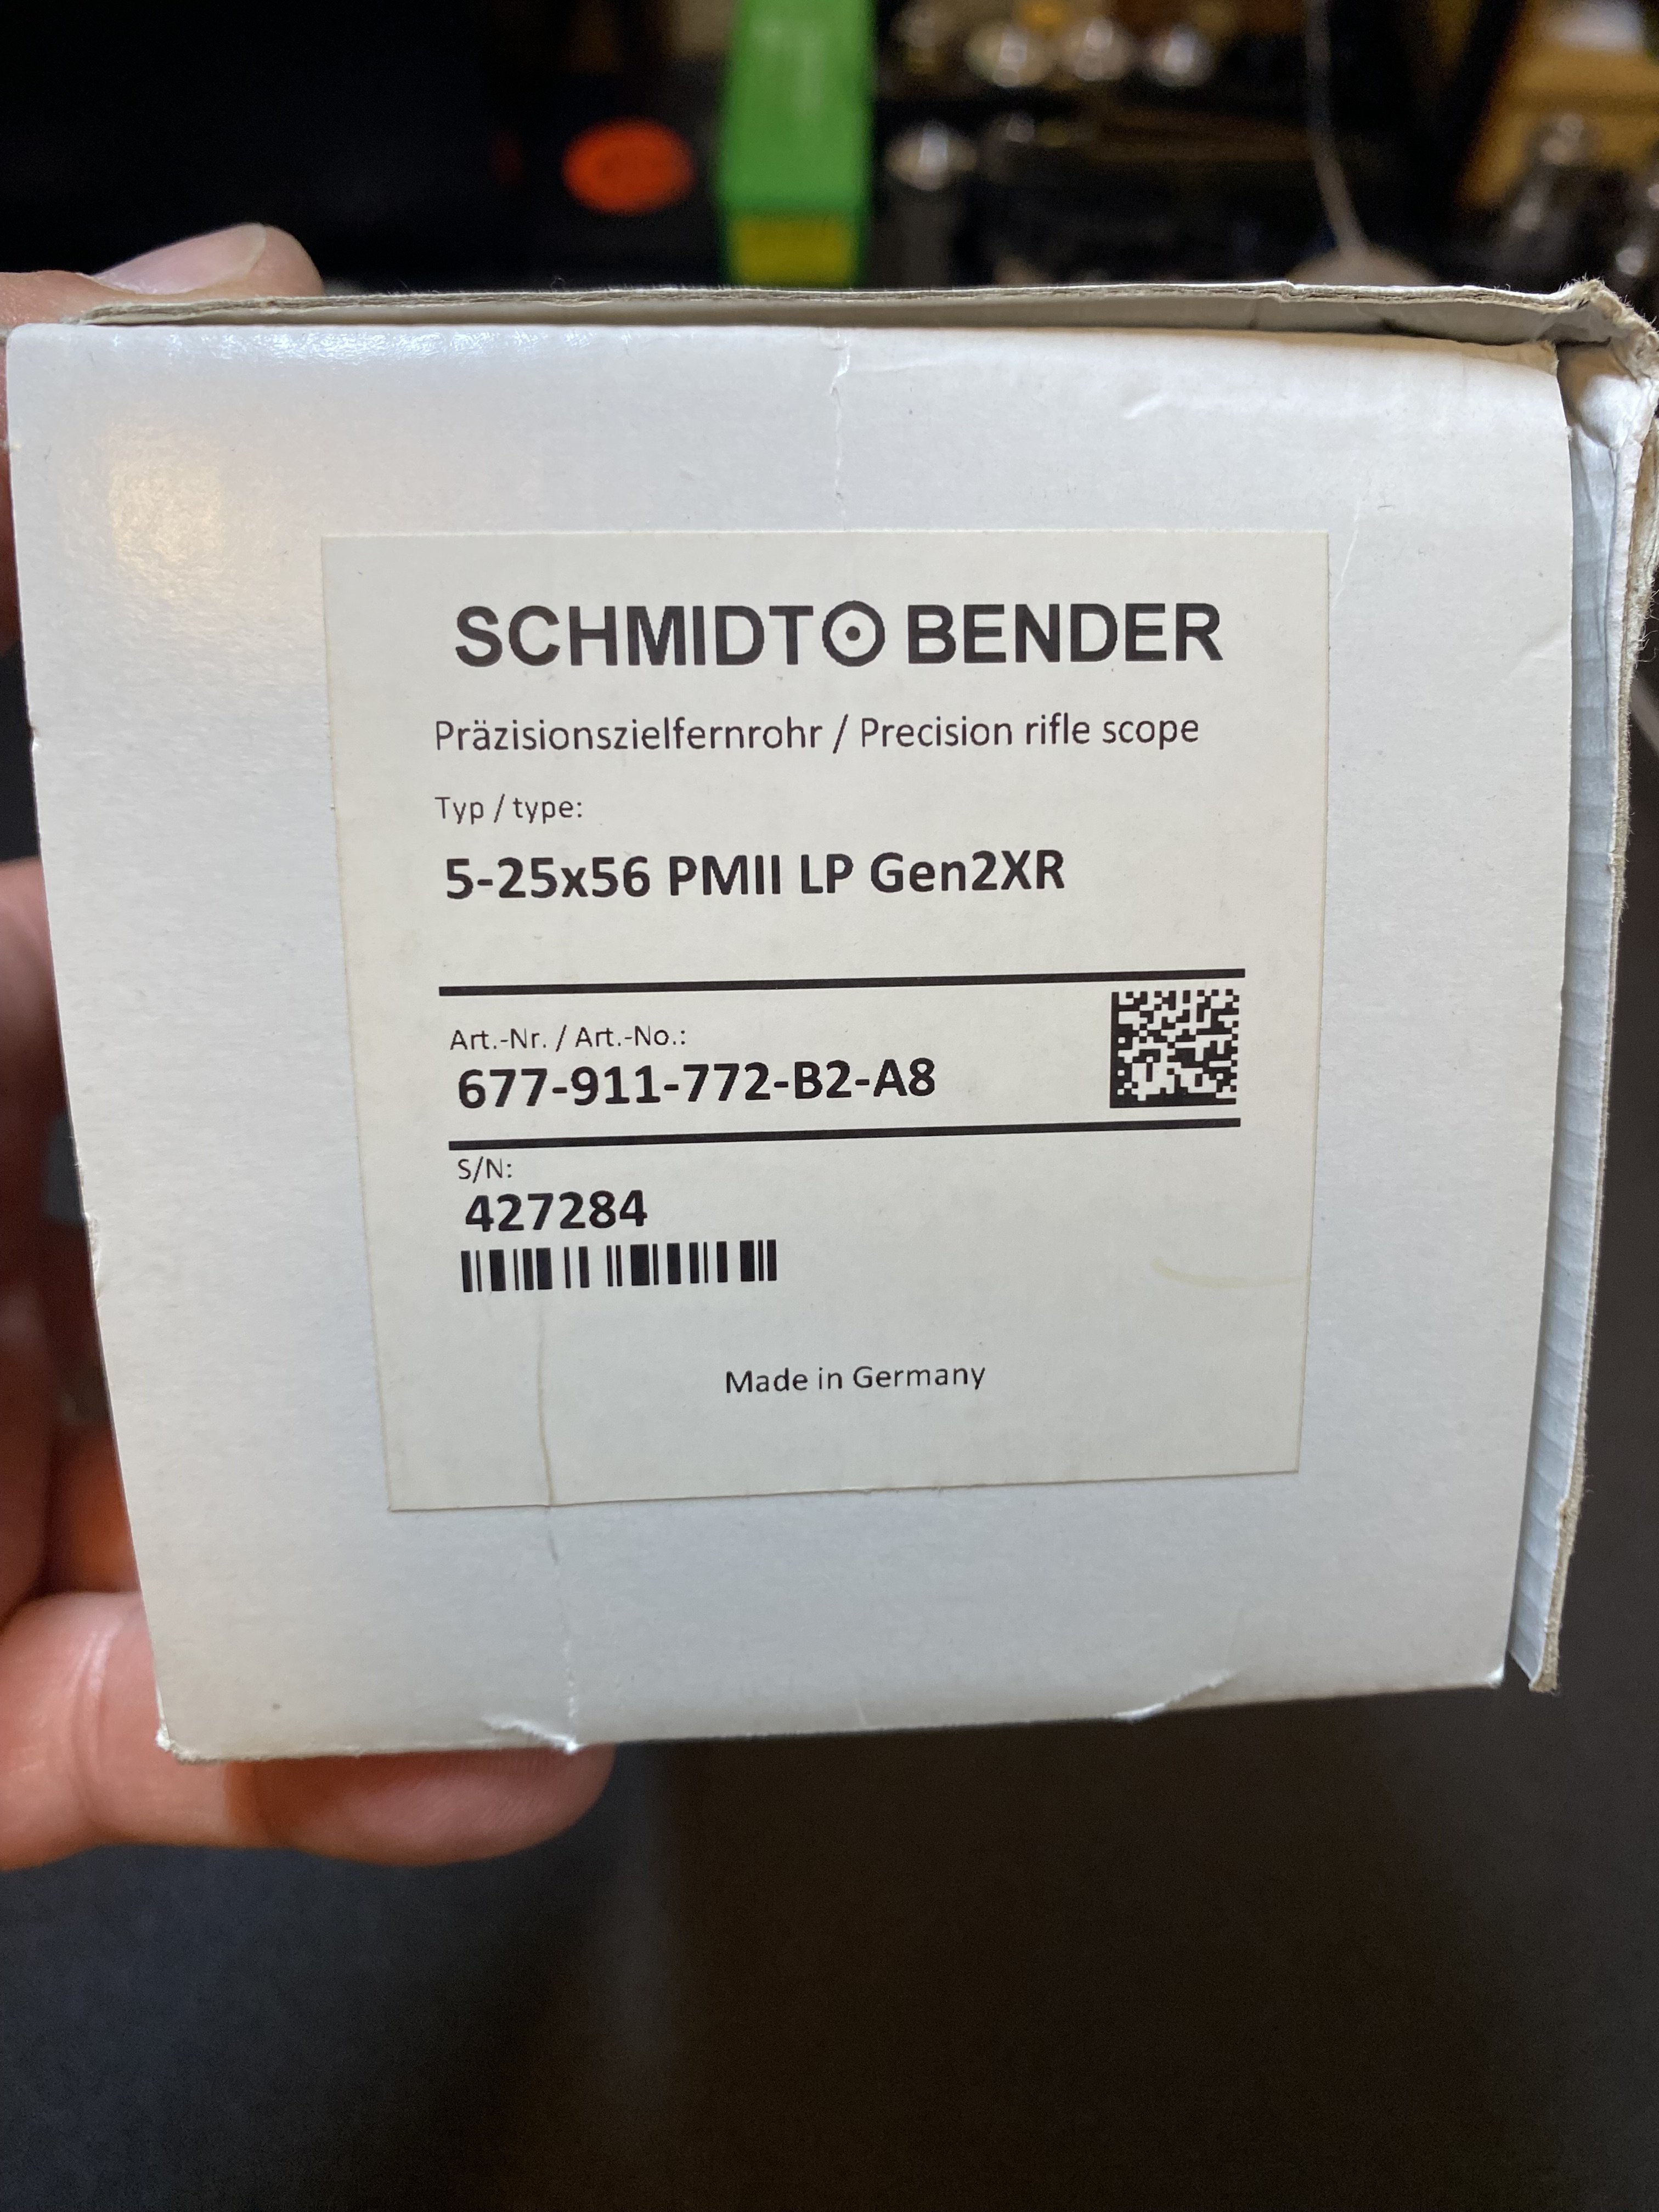 SCHMIDT BENDER
Präzisionszielfernrohr / Precision rifle scope
Typ / type:
5-25x56 PMII LP Gen2XR
Art.-Nr. / Art.-No.:
677-911-772-B2-A8
S/N:
427284
Made in Germany